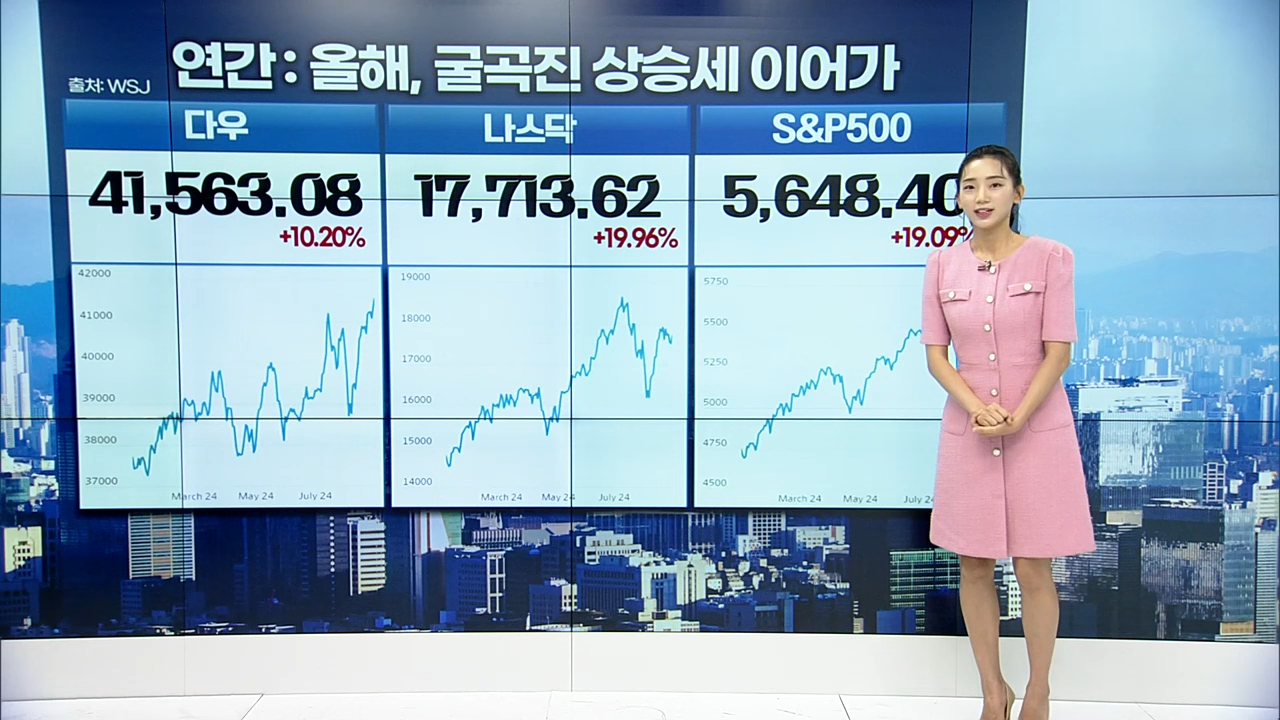 연간 : 올해, 굴곡진 상승세 이어가
출처: WSJ
다우
41,563.08
+10.20%
42000
41000
40000
39000
38000
37000
March 24
May 24
July 24
나스닥
17,713.62
+19.96%
19000
18000
17000
16000
15000
14000
March 24
May 24
July 24
S&P500
5,648.40
+19.09%
5750
5500
5250
5000
4750
4500
March 24
May 24
July 24